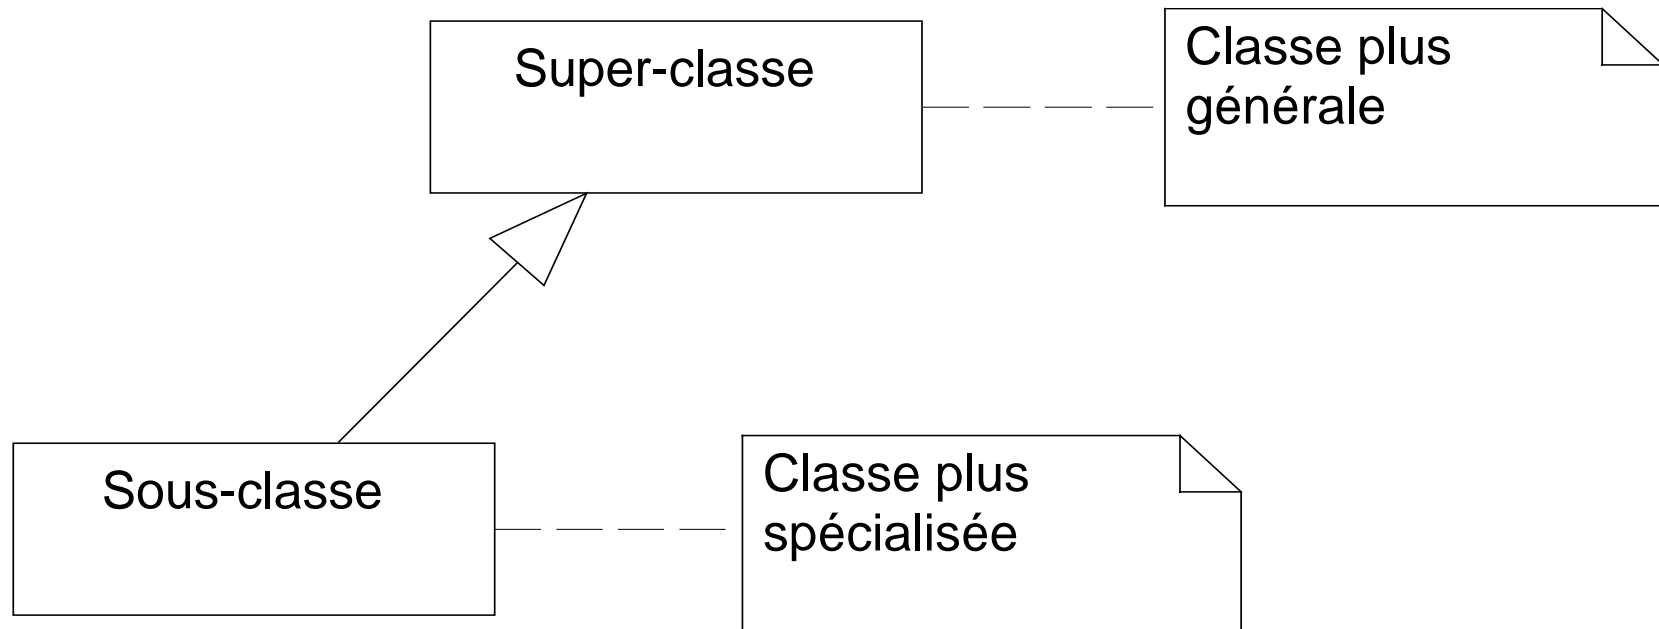 Super-classe
Classe plus
générale
Sous-classe
Classe plus
spécialisée